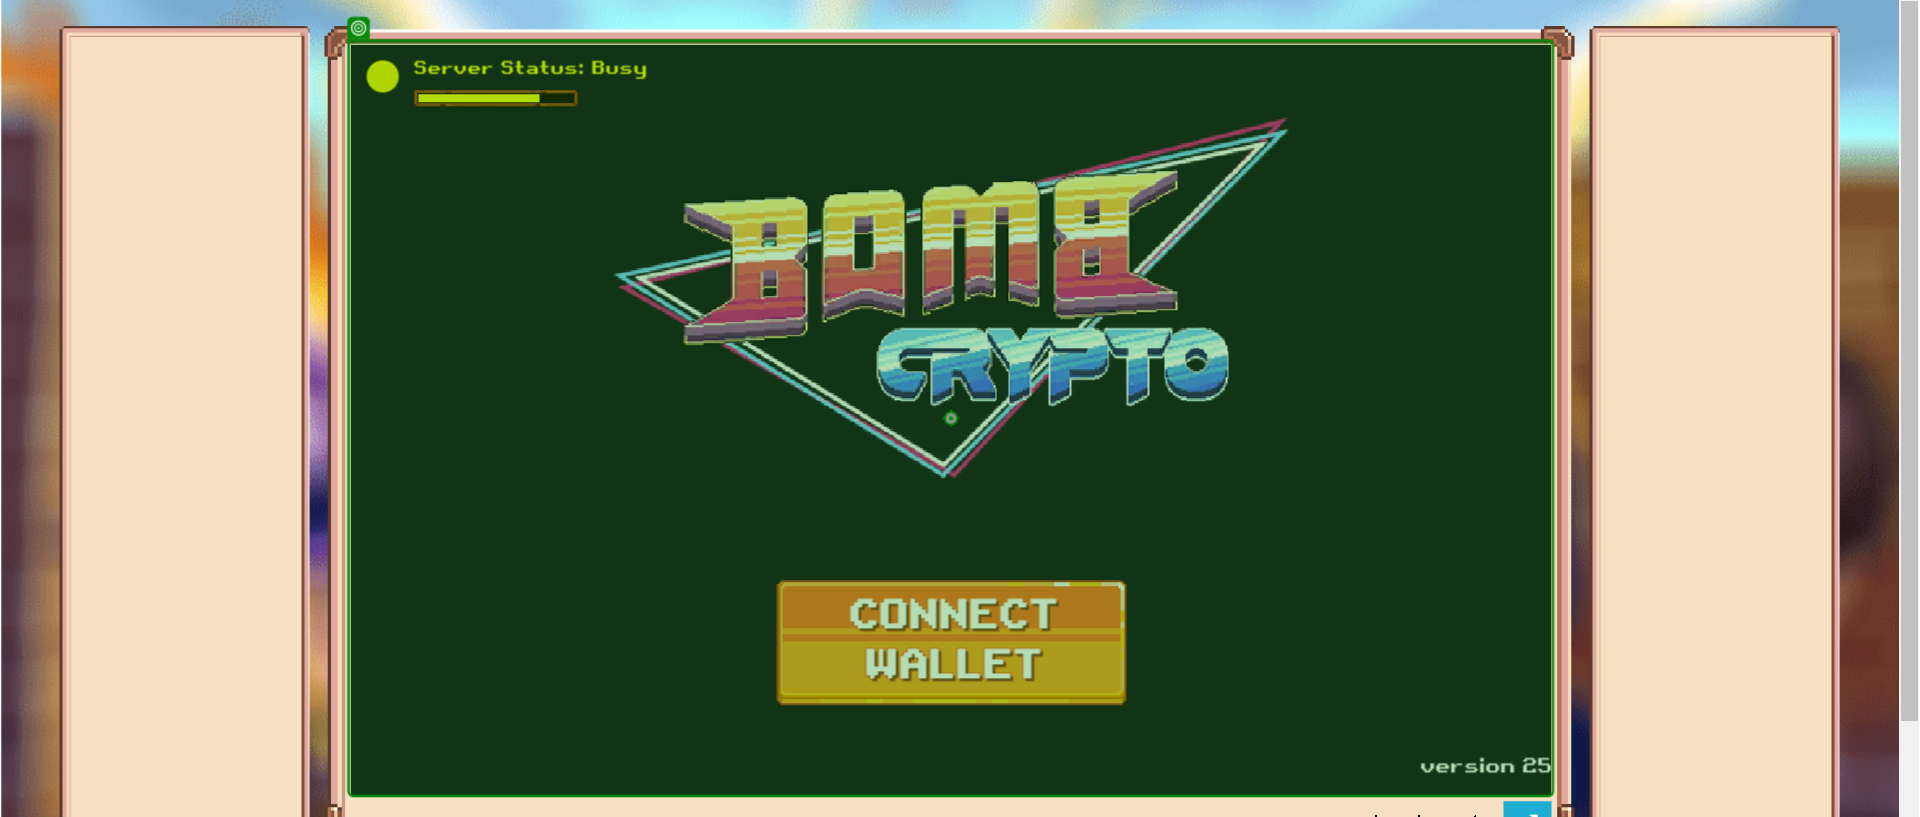 Server Status: Busy
BOMB
CRYPTO
CONNECT
WALLET
version 25